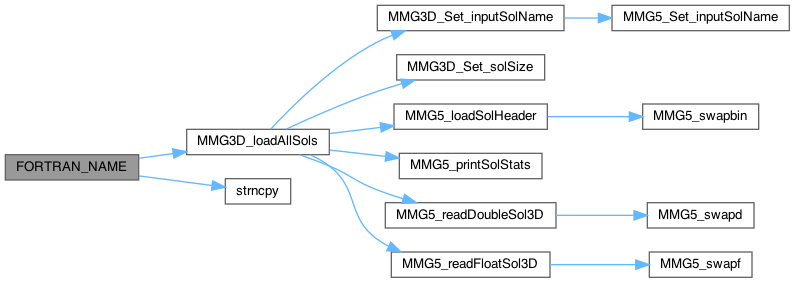 FORTRAN_NAME
MMG3D_loadAllSols
strncpy
MMG3D_Set_inputSolName
MMG3D_Set_solSize
MMG5_loadSolHeader
MMG5_printSolStats
MMG5_readDoubleSol3D
MMG5_readFloatSol3D
MMG5_Set_inputSolName
MMG5_swapbin
MMG5_swapd
MMG5_swapf